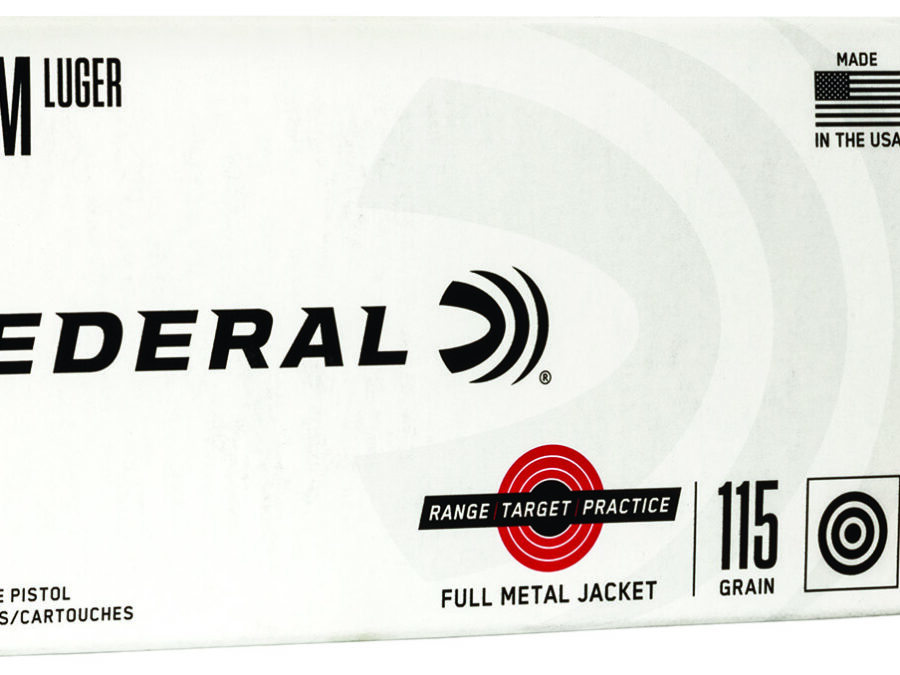 M LUGER
MADE
IN THE USA
EDERAL ®
RANGE | TARGET | PRACTICE
FULL METAL JACKET
115
GRAIN
E PISTOL
S/CARTOUCHES